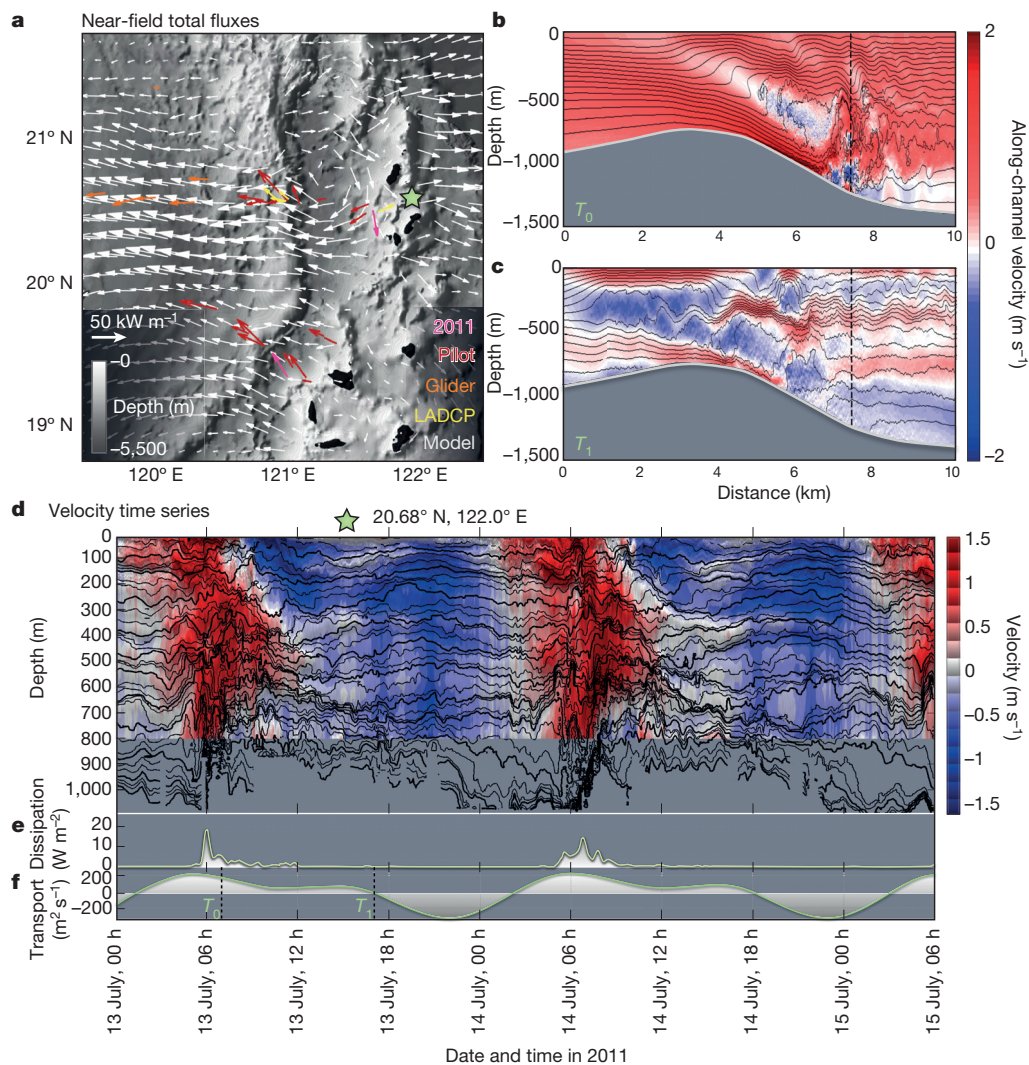 a Near-field total fluxes
21° N
20° N
19° N
50 kW m⁻¹
–0
Depth (m)
–5,500
2011
Pilot
Glider
LADCP
Model
120° E 121° E 122° E
b
0
–500
–1,000
–1,500
Depth (m)
T₀
0 2 4 6 8 10
c
0
–500
–1,000
–1,500
Depth (m)
T₁
0 2 4 6 8 10
Distance (km)
2
0
–2
Along-channel velocity (m s⁻¹)
d Velocity time series
20.68° N, 122.0° E
0
100
200
300
400
500
600
700
800
900
1,000
Depth (m)
1.5
1
0.5
0
–0.5
–1
–1.5
Velocity (m s⁻¹)
e
20
10
0
Dissipation
(W m⁻²)
f
200
0
–200
Transport
(m² s⁻¹)
T₀ T₁
13 July, 00 h
13 July, 06 h
13 July, 12 h
13 July, 18 h
14 July, 00 h
14 July, 06 h
14 July, 12 h
14 July, 18 h
15 July, 00 h
15 July, 06 h
Date and time in 2011